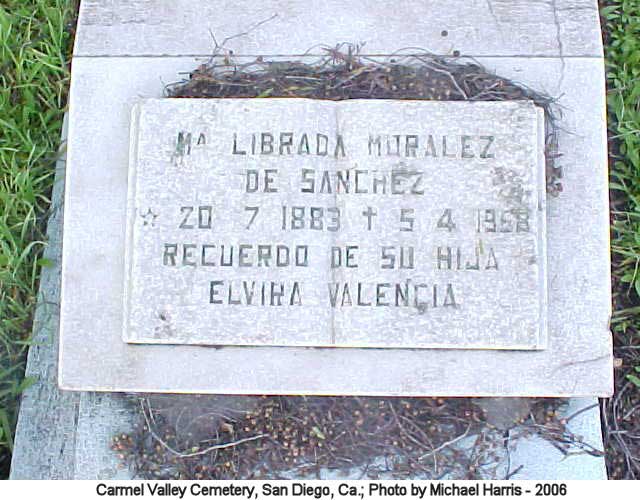 Mª LIBRADA MORALEZ
DE SANCHEZ
☆ 20 7 1883 ✝ 5 4 1958
RECUERDO DE SU HIJA
ELVIRA VALENCIA
Carmel Valley Cemetery, San Diego, Ca.; Photo by Michael Harris - 2006